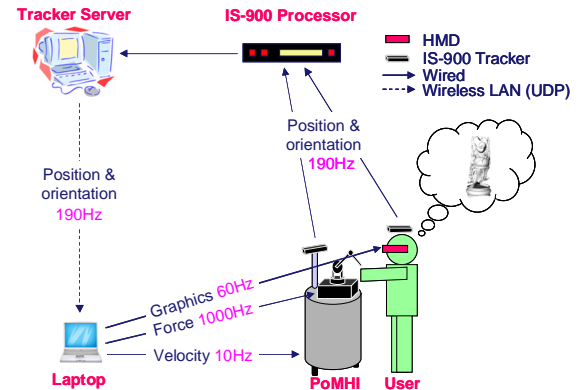 Tracker Server
IS-900 Processor
HMD
IS-900 Tracker
Wired
Wireless LAN (UDP)
Position &
orientation
190Hz
Position &
orientation
190Hz
Graphics 60Hz
Force 1000Hz
Velocity 10Hz
Laptop
PoMHI
User